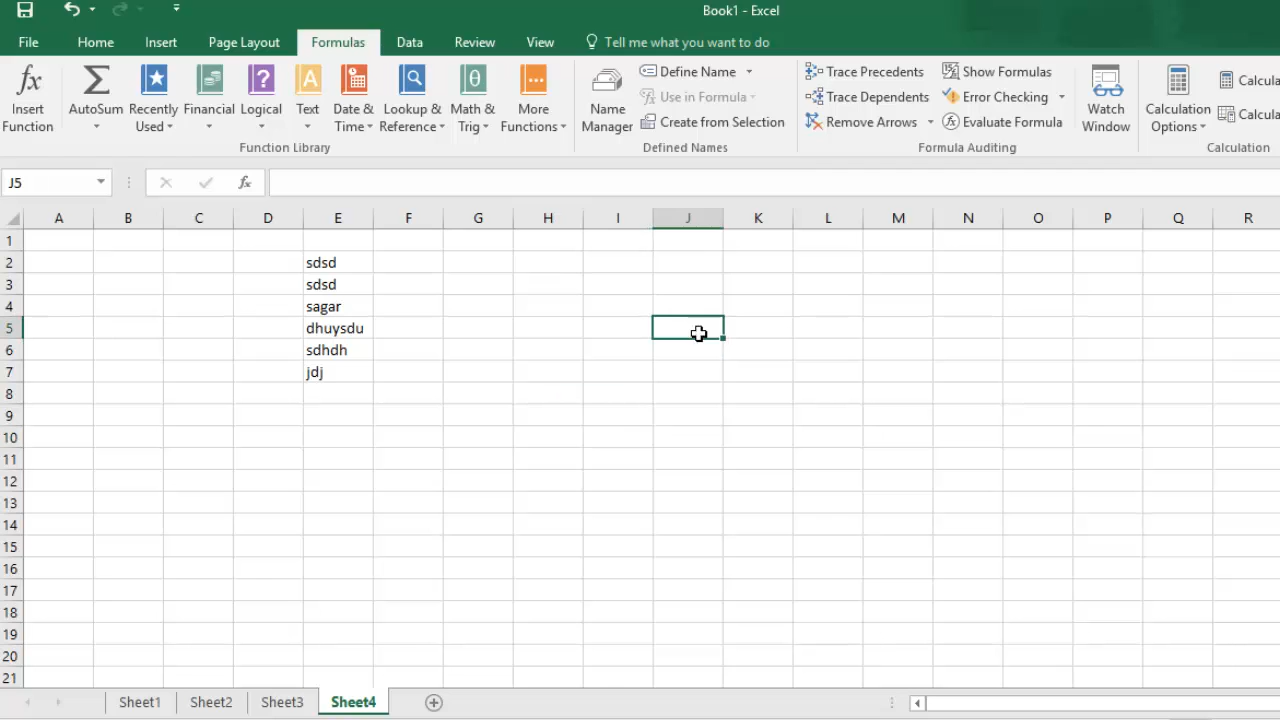 Book1 - Excel
File Home Insert Page Layout Formulas Data Review View Tell me what you want to do
fx Σ ? A θ
Insert Function
AutoSum
Recently Used
Financial
Logical
Text
Date & Time
Lookup & Reference
Math & Trig
More Functions
Function Library
Name Manager
Define Name
Use in Formula
Create from Selection
Defined Names
Trace Precedents
Trace Dependents
Remove Arrows
Show Formulas
Error Checking
Evaluate Formula
Formula Auditing
Watch Window
Calculation Options
Calcula
Calcula
Calculation
J5 fx
A B C D E F G H I J K L M N O P Q R
1
2 sdsd
3 sdsd
4 sagar
5 dhuysdu
6 sdhdh
7 jdj
8
9
10
11
12
13
14
15
16
17
18
19
20
21
Sheet1 Sheet2 Sheet3 Sheet4